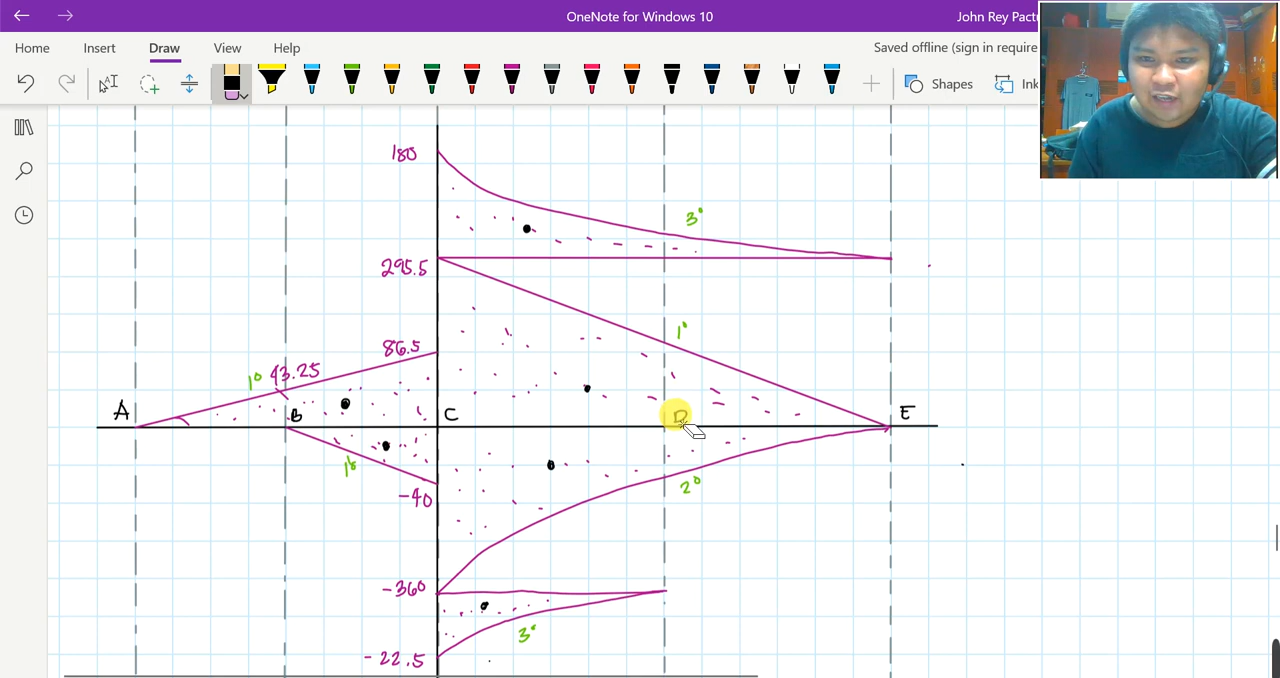 OneNote for Windows 10
John Rey Pactu
Home Insert Draw View Help
Saved offline (sign in require
Shapes
Ink
180
3°
295.5
1°
86.5
1° 43.25
A B C D E
1°
-40
2°
-360
3°
-22.5